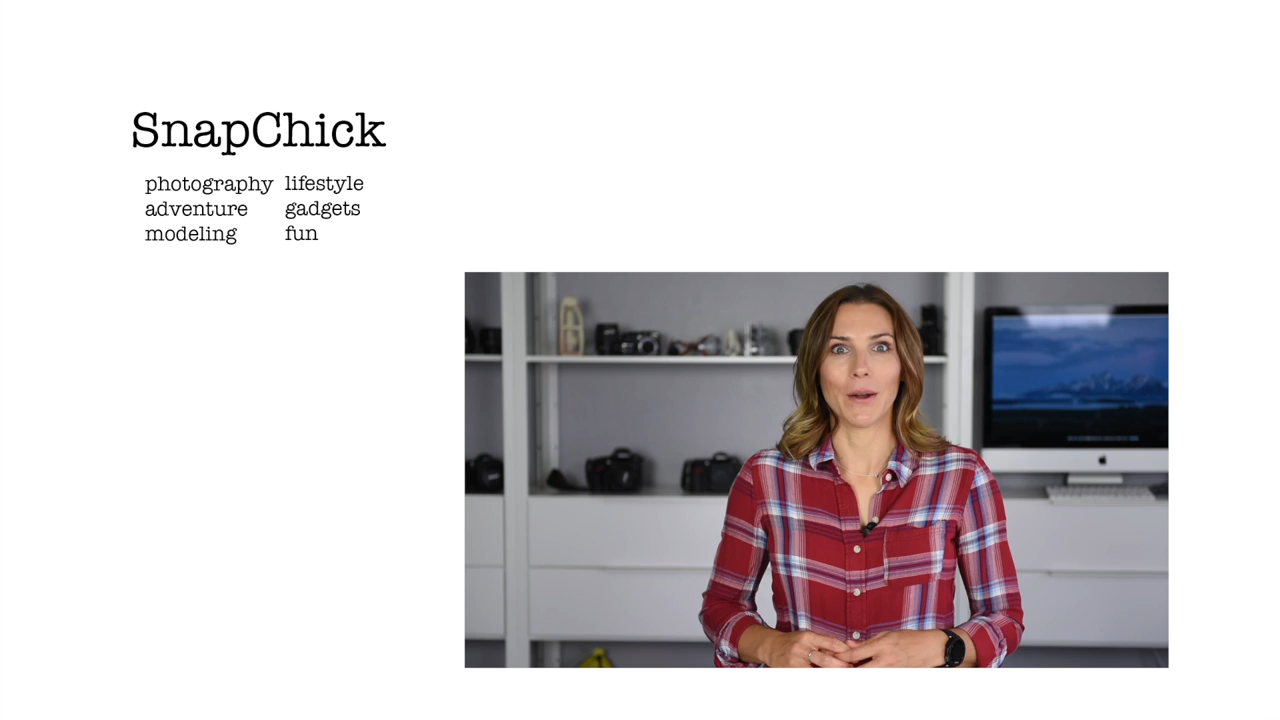 SnapChick
photography lifestyle
adventure gadgets
modeling fun